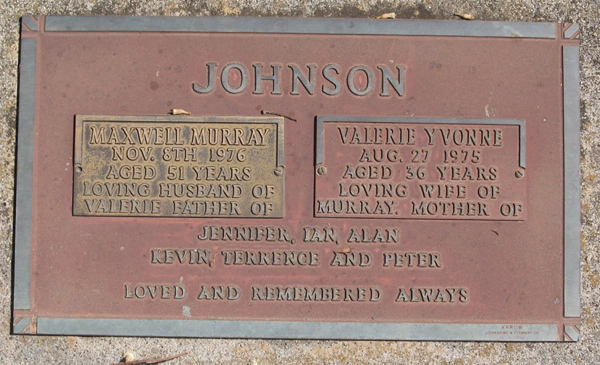 JOHNSON
MAXWELL MURRAY
NOV. 8TH 1976
AGED 51 YEARS
LOVING HUSBAND OF
VALERIE FATHER OF
VALERIE YVONNE
AUG. 27 1975
AGED 36 YEARS
LOVING WIFE OF
MURRAY. MOTHER OF
JENNIFER, IAN, ALAN
KEVIN, TERRENCE AND PETER
LOVED AND REMEMBERED ALWAYS
ARROW